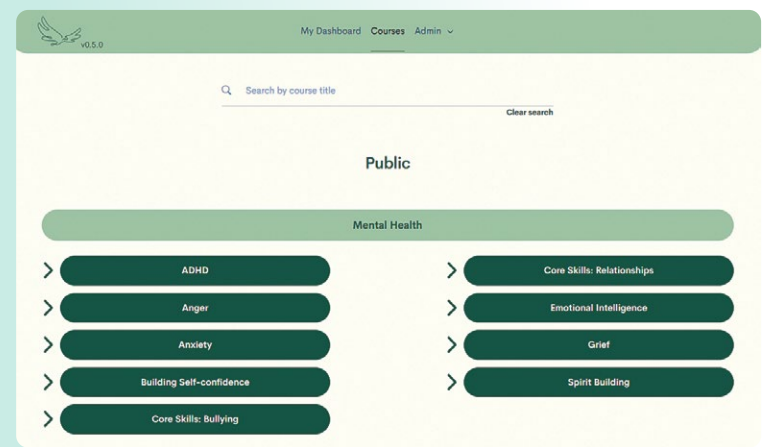 v0.5.0
My Dashboard Courses Admin
Search by course title
Clear search
Public
Mental Health
ADHD
Core Skills: Relationships
Anger
Emotional Intelligence
Anxiety
Grief
Building Self-confidence
Spirit Building
Core Skills: Bullying